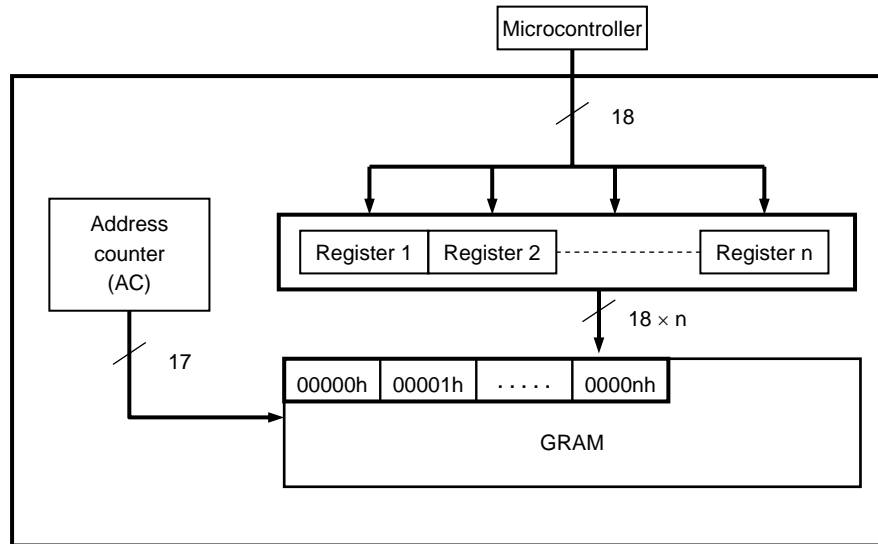 Microcontroller
18
Address
counter
(AC)
Register 1 Register 2 Register n
18 × n
17
00000h 00001h ..... 0000nh
GRAM